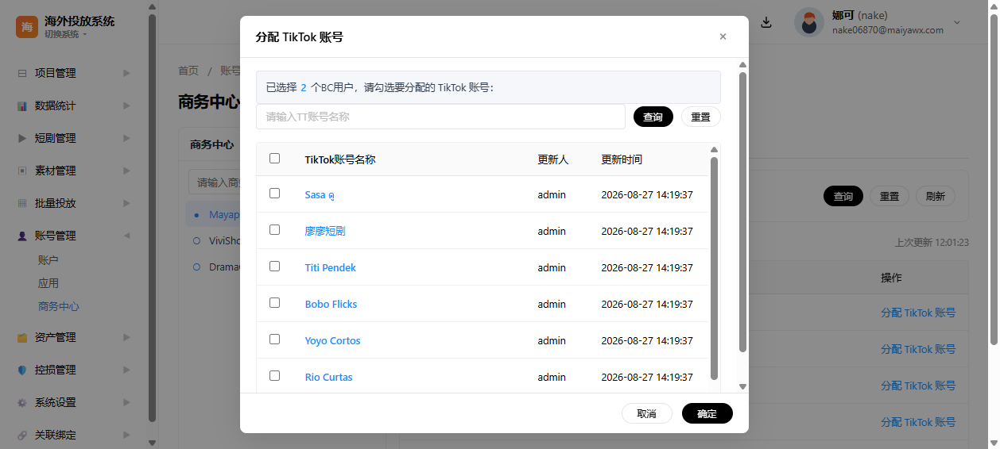 海
海外投放系统
切换系统
娜可 (nake)
nake06870@maiyawx.com
项目管理
数据统计
短剧管理
素材管理
批量投放
账号管理
账户
应用
商务中心
资产管理
控损管理
系统设置
关联绑定
首页 / 账号
商务中心
商务中心
请输入商务
Mayap
ViviSho
Drama
查询 重置 刷新
上次更新 12:01:23
操作
分配 TikTok 账号
分配 TikTok 账号
分配 TikTok 账号
分配 TikTok 账号
分配 TikTok 账号
×
已选择 2 个BC用户，请勾选要分配的 TikTok 账号：
请输入TT账号名称
查询 重置
TikTok账号名称 更新人 更新时间
Sasa ดู admin 2026-08-27 14:19:37
廖廖短剧 admin 2026-08-27 14:19:37
Titi Pendek admin 2026-08-27 14:19:37
Bobo Flicks admin 2026-08-27 14:19:37
Yoyo Cortos admin 2026-08-27 14:19:37
Rio Curtas admin 2026-08-27 14:19:37
取消 确定